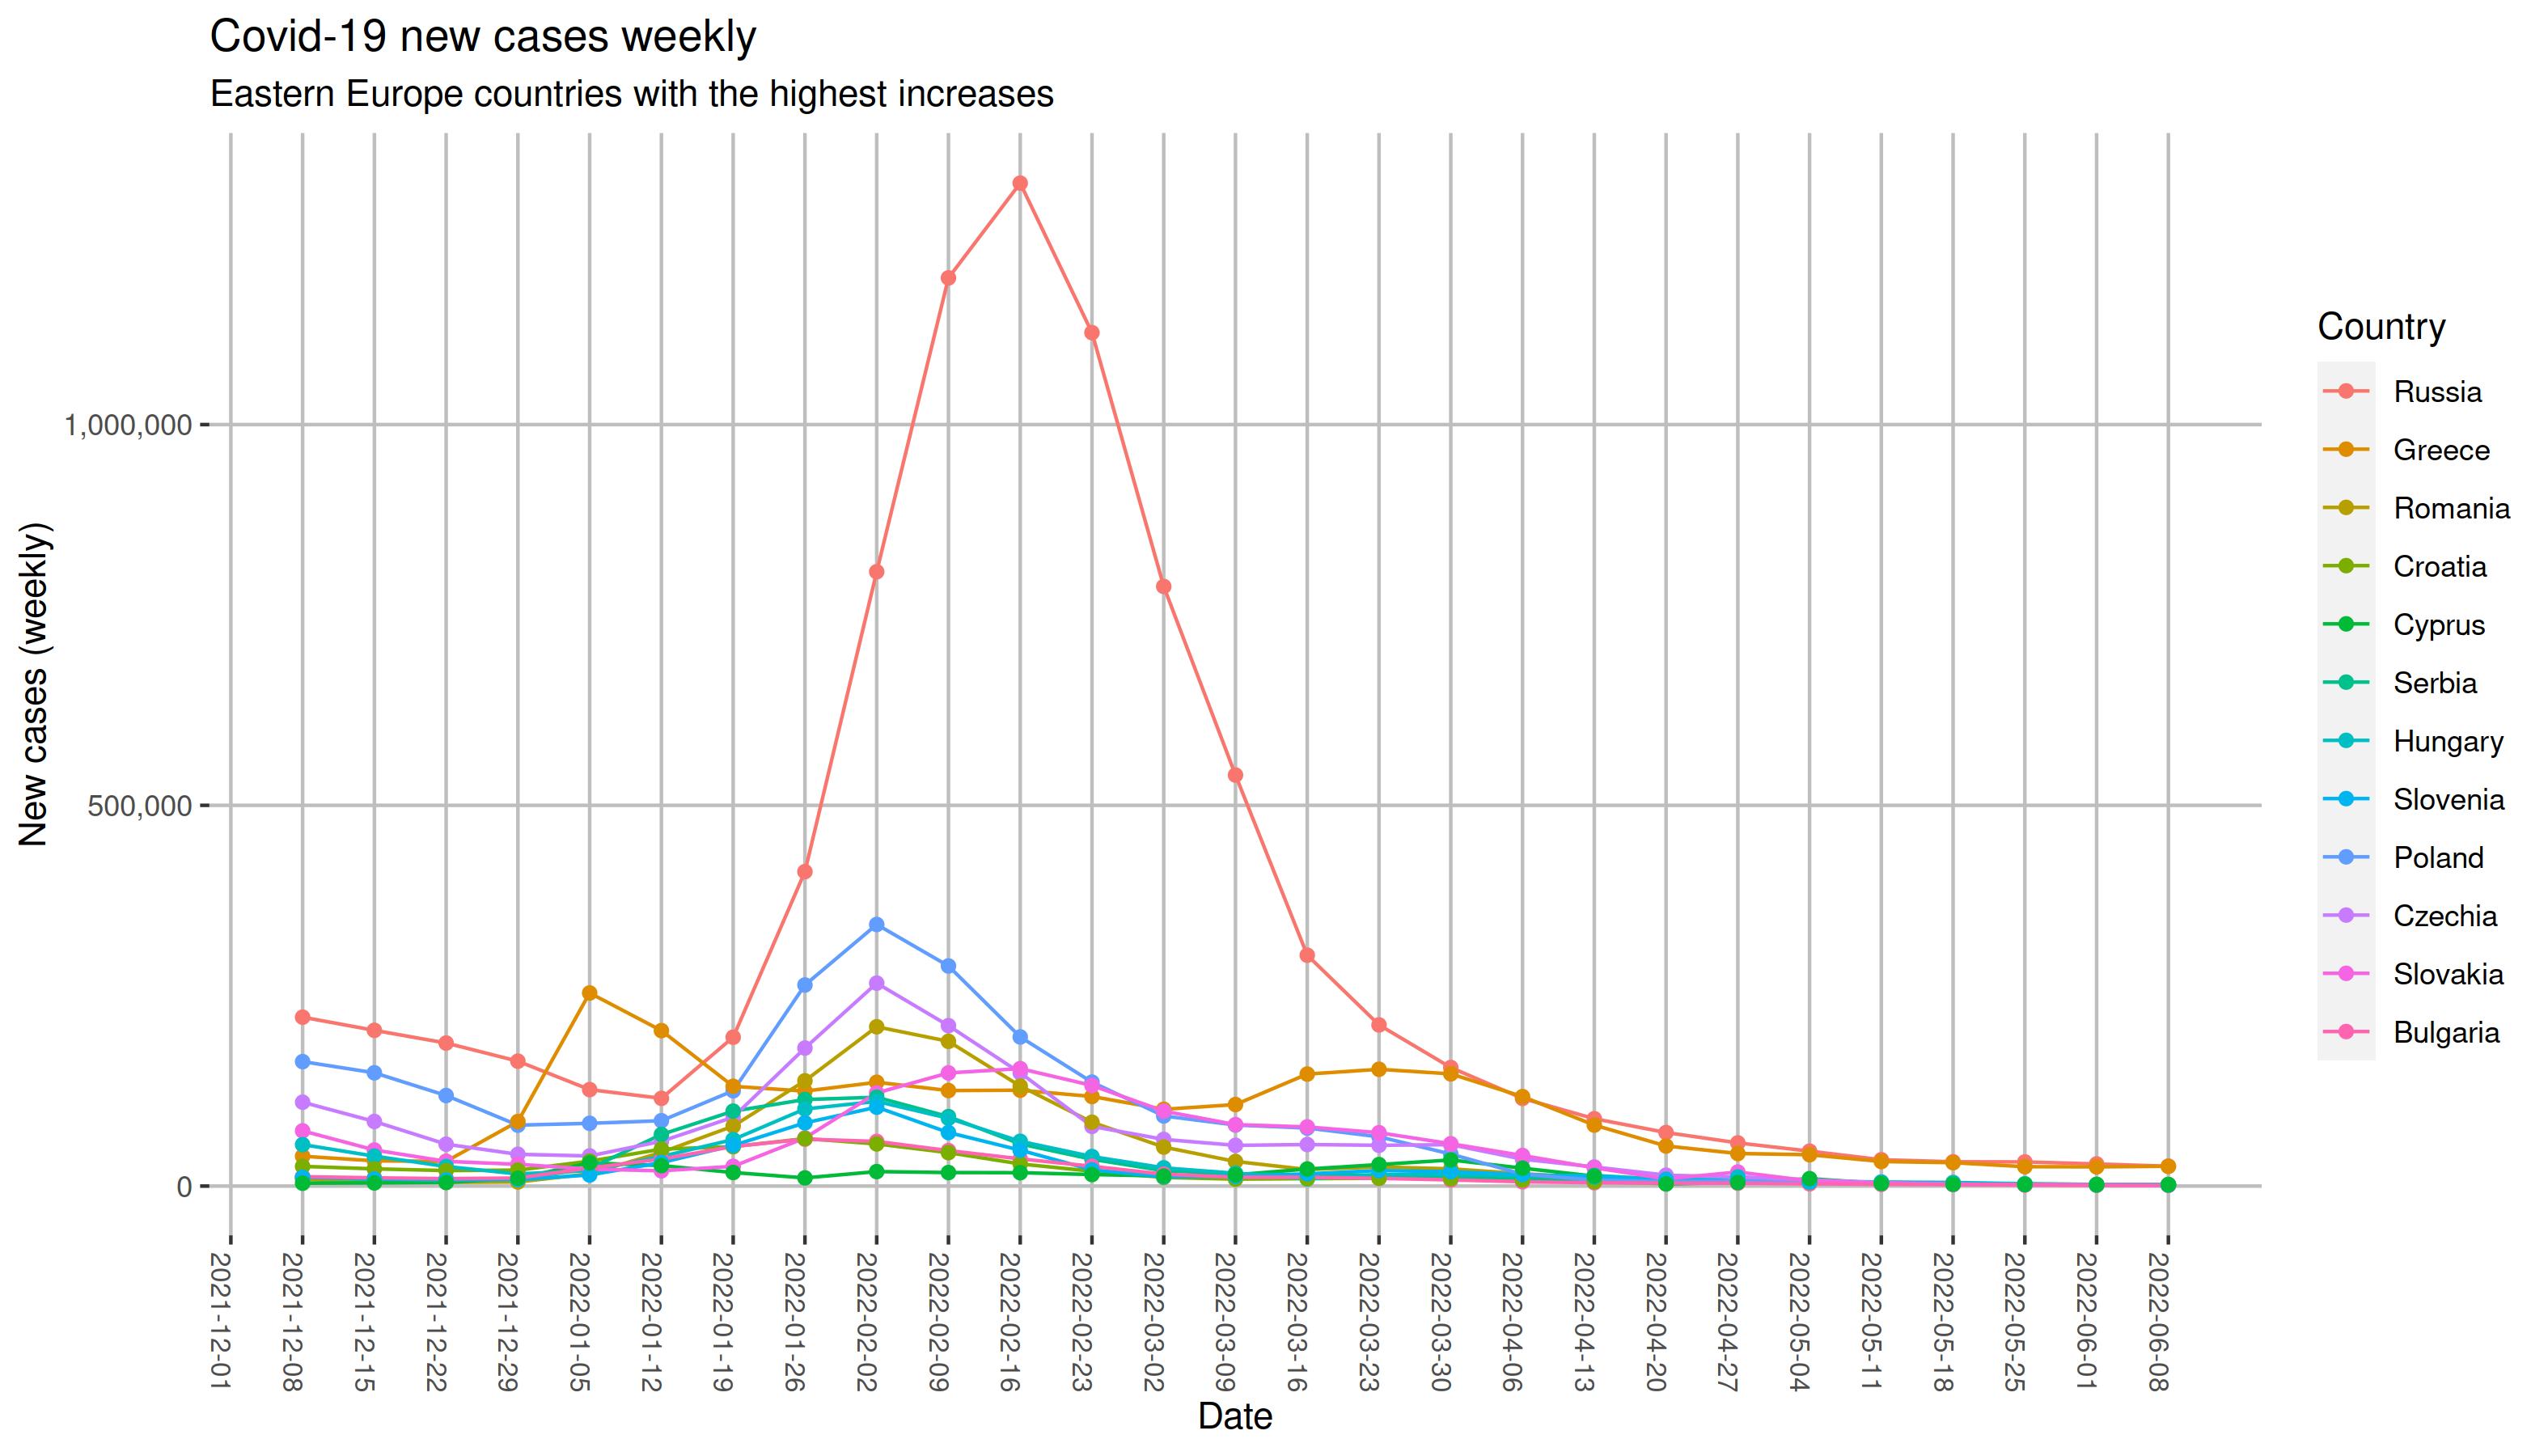 Covid-19 new cases weekly
Eastern Europe countries with the highest increases
New cases (weekly)
1,000,000
500,000
0
2021-12-01
2021-12-08
2021-12-15
2021-12-22
2021-12-29
2022-01-05
2022-01-12
2022-01-19
2022-01-26
2022-02-02
2022-02-09
2022-02-16
2022-02-23
2022-03-02
2022-03-09
2022-03-16
2022-03-23
2022-03-30
2022-04-06
2022-04-13
2022-04-20
2022-04-27
2022-05-04
2022-05-11
2022-05-18
2022-05-25
2022-06-01
2022-06-08
Date
Country
Russia
Greece
Romania
Croatia
Cyprus
Serbia
Hungary
Slovenia
Poland
Czechia
Slovakia
Bulgaria